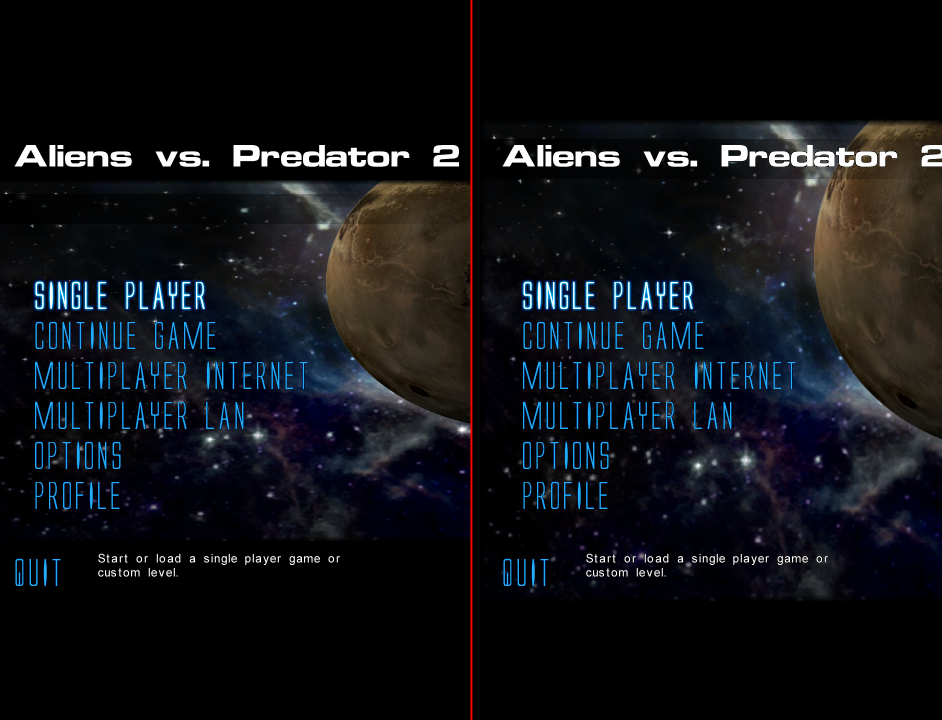 Aliens vs. Predator 2
SINGLE PLAYER
CONTINUE GAME
MULTIPLAYER INTERNET
MULTIPLAYER LAN
OPTIONS
PROFILE
QUIT
Start or load a single player game or
custom level.
Aliens vs. Predator 2
SINGLE PLAYER
CONTINUE GAME
MULTIPLAYER INTERNET
MULTIPLAYER LAN
OPTIONS
PROFILE
QUIT
Start or load a single player game or
custom level.